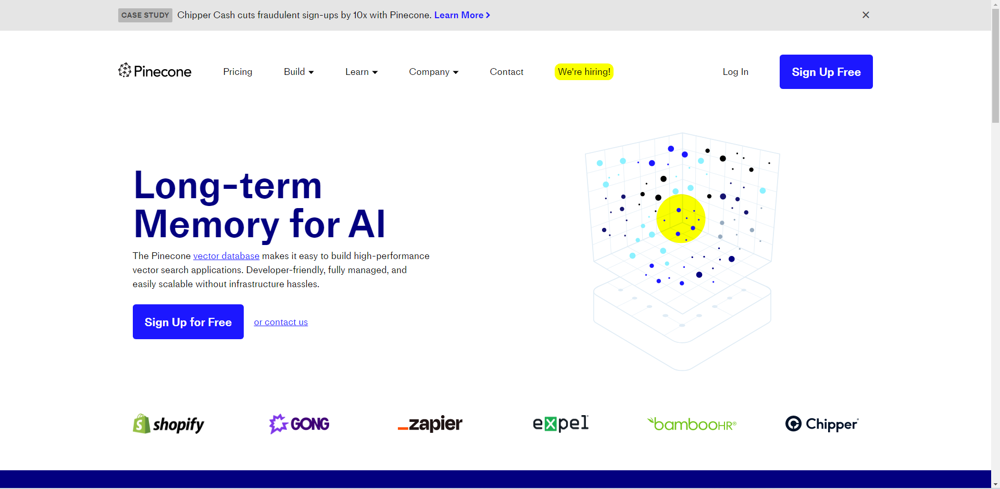 CASE STUDY Chipper Cash cuts fraudulent sign-ups by 10x with Pinecone. Learn More
Pinecone Pricing Build Learn Company Contact We're hiring! Log In Sign Up Free
Long-term
Memory for AI
The Pinecone vector database makes it easy to build high-performance
vector search applications. Developer-friendly, fully managed, and
easily scalable without infrastructure hassles.
Sign Up for Free or contact us
shopify GONG zapier expel bambooHR® Chipper